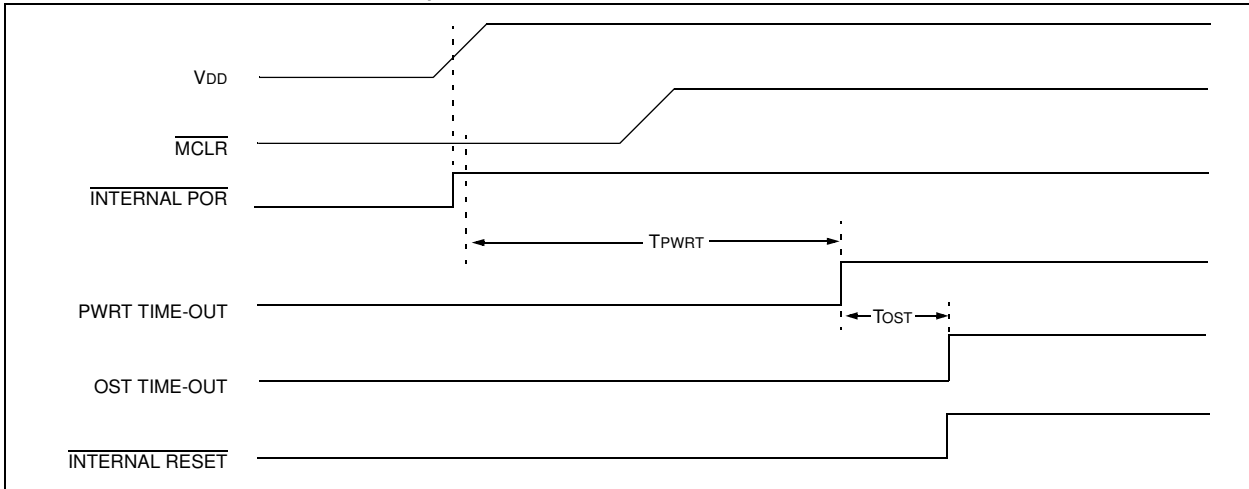 VDD
MCLR
INTERNAL POR
TPWRT
PWRT TIME-OUT
TOST
OST TIME-OUT
INTERNAL RESET